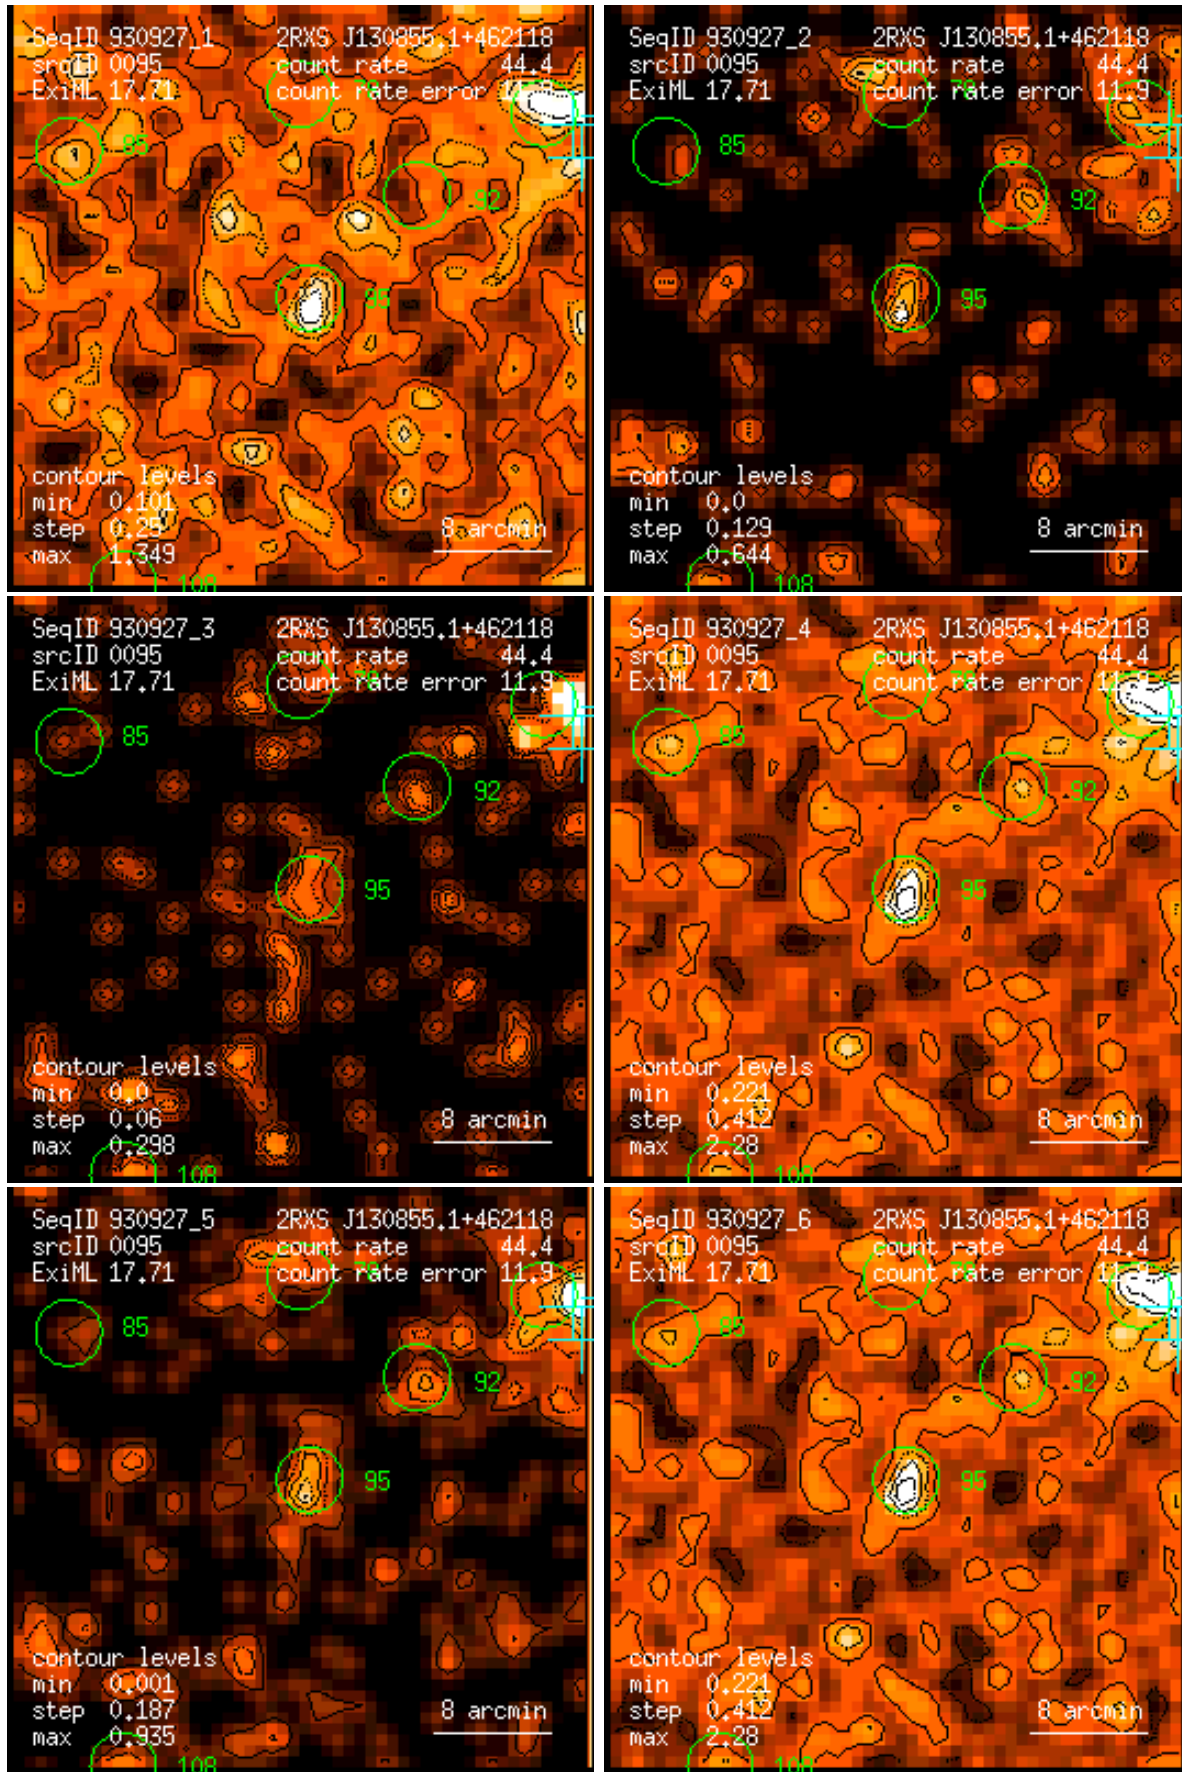 SeqID 930927_1 2RXS J130855.1+462118
srcID 0095 count rate 44.4
ExiML 17.71 count rate error 11.9
85
92
95
contour levels
min 0.101
step 0.25
max 1.349
8 arcmin
108
SeqID 930927_2 2RXS J130855.1+462118
srcID 0095 count rate 44.4
ExiML 17.71 count rate error 11.9
85
92
95
contour levels
min 0.0
step 0.129
max 0.644
8 arcmin
108
SeqID 930927_3 2RXS J130855.1+462118
srcID 0095 count rate 44.4
ExiML 17.71 count rate error 11.9
85
92
95
contour levels
min 0.0
step 0.06
max 0.298
8 arcmin
108
SeqID 930927_4 2RXS J130855.1+462118
srcID 0095 count rate 44.4
ExiML 17.71 count rate error 11.9
85
92
95
contour levels
min 0.221
step 0.412
max 2.28
8 arcmin
108
SeqID 930927_5 2RXS J130855.1+462118
srcID 0095 count rate 44.4
ExiML 17.71 count rate error 11.9
85
92
95
contour levels
min 0.001
step 0.187
max 0.935
8 arcmin
108
SeqID 930927_6 2RXS J130855.1+462118
srcID 0095 count rate 44.4
ExiML 17.71 count rate error 11.9
85
92
95
contour levels
min 0.221
step 0.412
max 2.28
8 arcmin
108